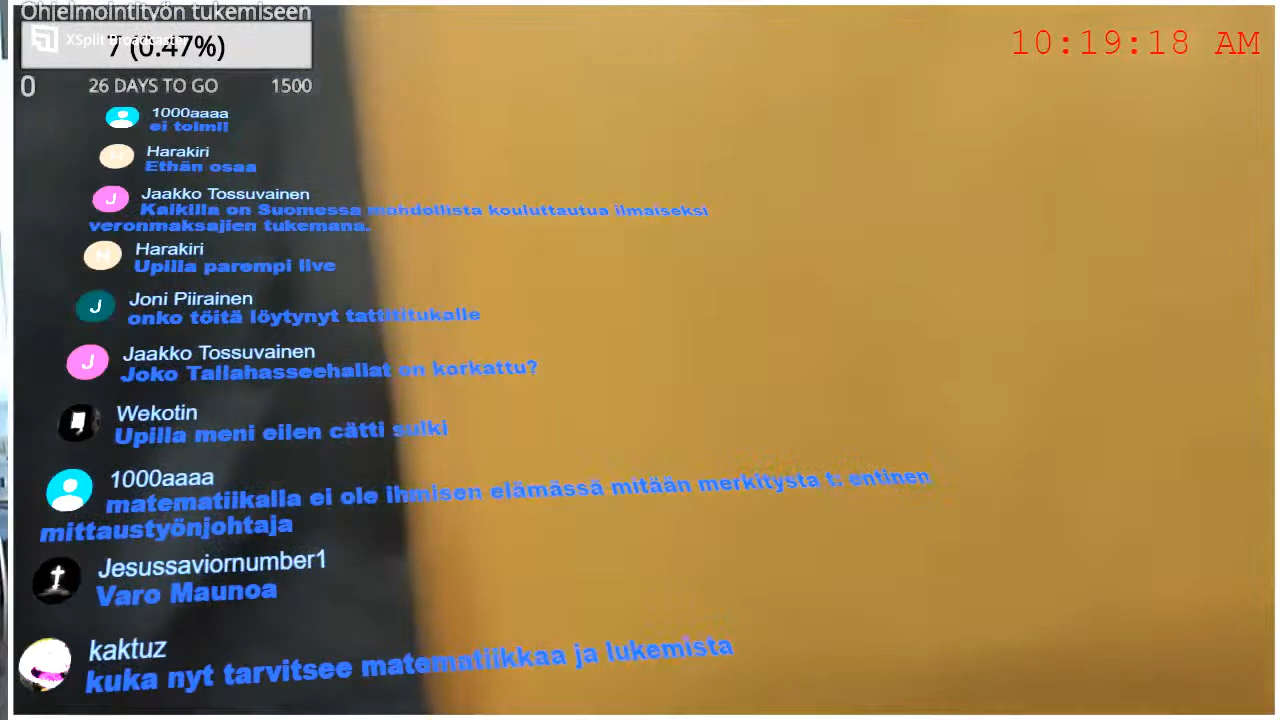 Ohjelmointityön tukemiseen
XSplit Broadcaster
7 (0.47%)
10:19:18 AM
0 26 DAYS TO GO 1500
1000aaaa
ei toimii
Harakiri
Ethän osaa
Jaakko Tossuvainen
Kaikilla on Suomessa mahdollista kouluttautua ilmaiseksi
veronmaksajien tukemana.
Harakiri
Upilla parempi live
Joni Piirainen
onko töitä löytynyt tattitiitukalle
Jaakko Tossuvainen
Joko Tallahasseehallat on korkattu?
Wekotin
Upilla meni eilen cätti sulki
1000aaaa
matematiikalla ei ole ihmisen elämässä mitään merkitystä t: entinen
mittaustyönjohtaja
Jesussaviornumber1
Varo Maunoa
kaktuz
kuka nyt tarvitsee matematiikkaa ja lukemista